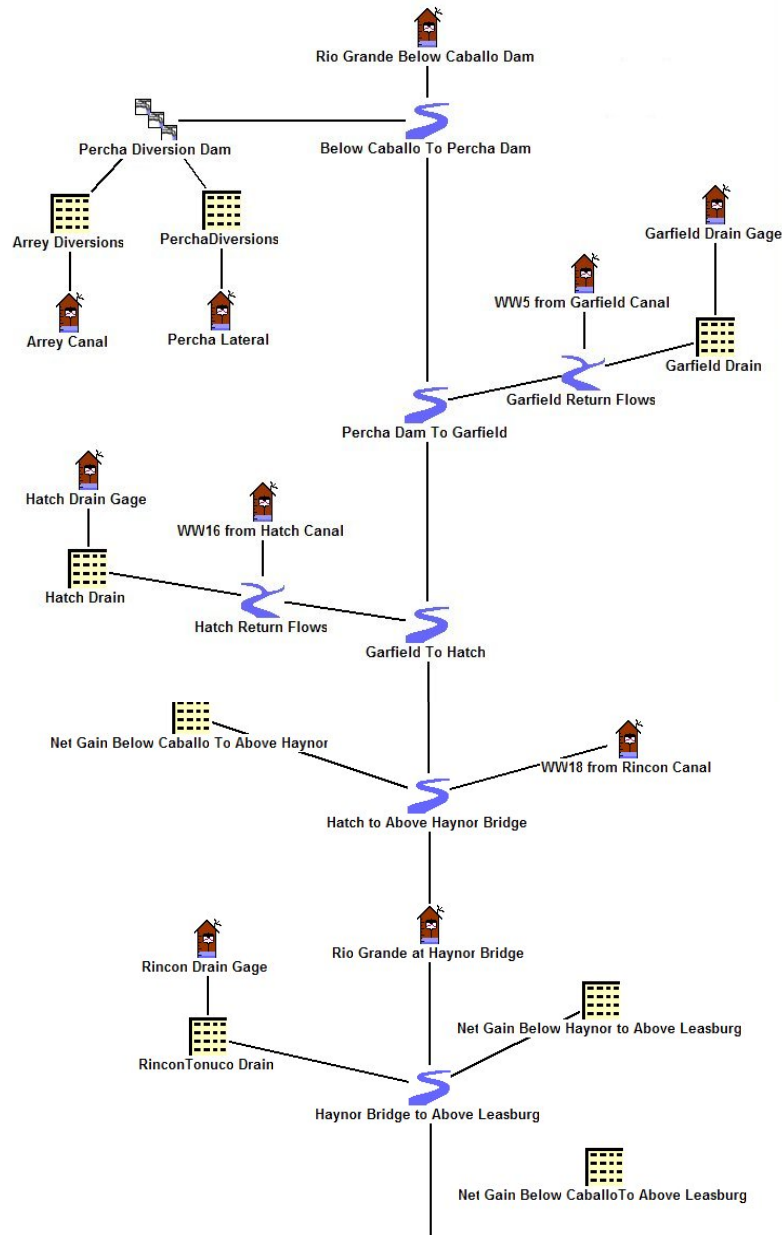 Rio Grande Below Caballo Dam
Percha Diversion Dam
Below Caballo To Percha Dam
Arrey Diversions
PerchaDiversions
Garfield Drain Gage
WW5 from Garfield Canal
Arrey Canal
Percha Lateral
Garfield Drain
Garfield Return Flows
Percha Dam To Garfield
Hatch Drain Gage
WW16 from Hatch Canal
Hatch Drain
Hatch Return Flows
Garfield To Hatch
Net Gain Below Caballo To Above Haynor
WW18 from Rincon Canal
Hatch to Above Haynor Bridge
Rincon Drain Gage
Rio Grande at Haynor Bridge
Net Gain Below Haynor to Above Leasburg
RinconTonuco Drain
Haynor Bridge to Above Leasburg
Net Gain Below CaballoTo Above Leasburg